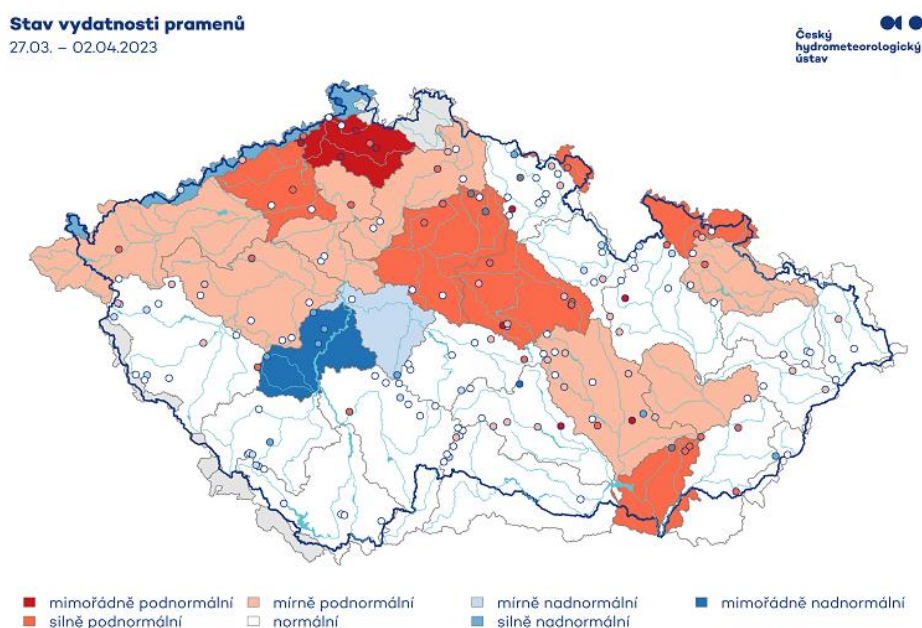 Stav vydatnosti pramenů
27.03. – 02.04.2023
Český
hydrometeorologický
ústav
mimořádně podnormální
silně podnormální
mírně podnormální
normální
mírně nadnormální
silně nadnormální
mimořádně nadnormální